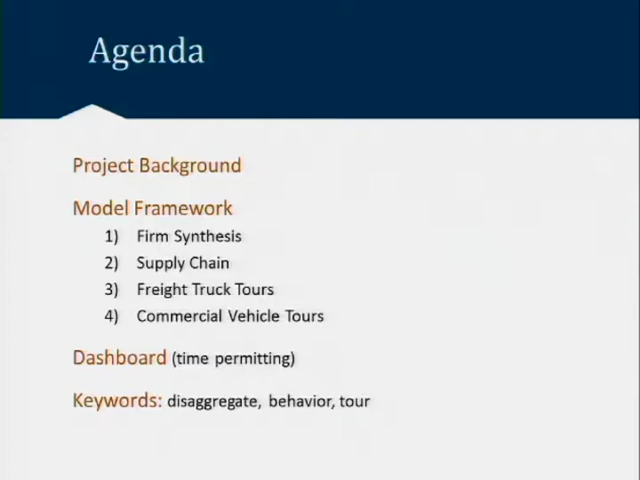 Agenda
Project Background
Model Framework
1) Firm Synthesis
2) Supply Chain
3) Freight Truck Tours
4) Commercial Vehicle Tours
Dashboard (time permitting)
Keywords: disaggregate, behavior, tour